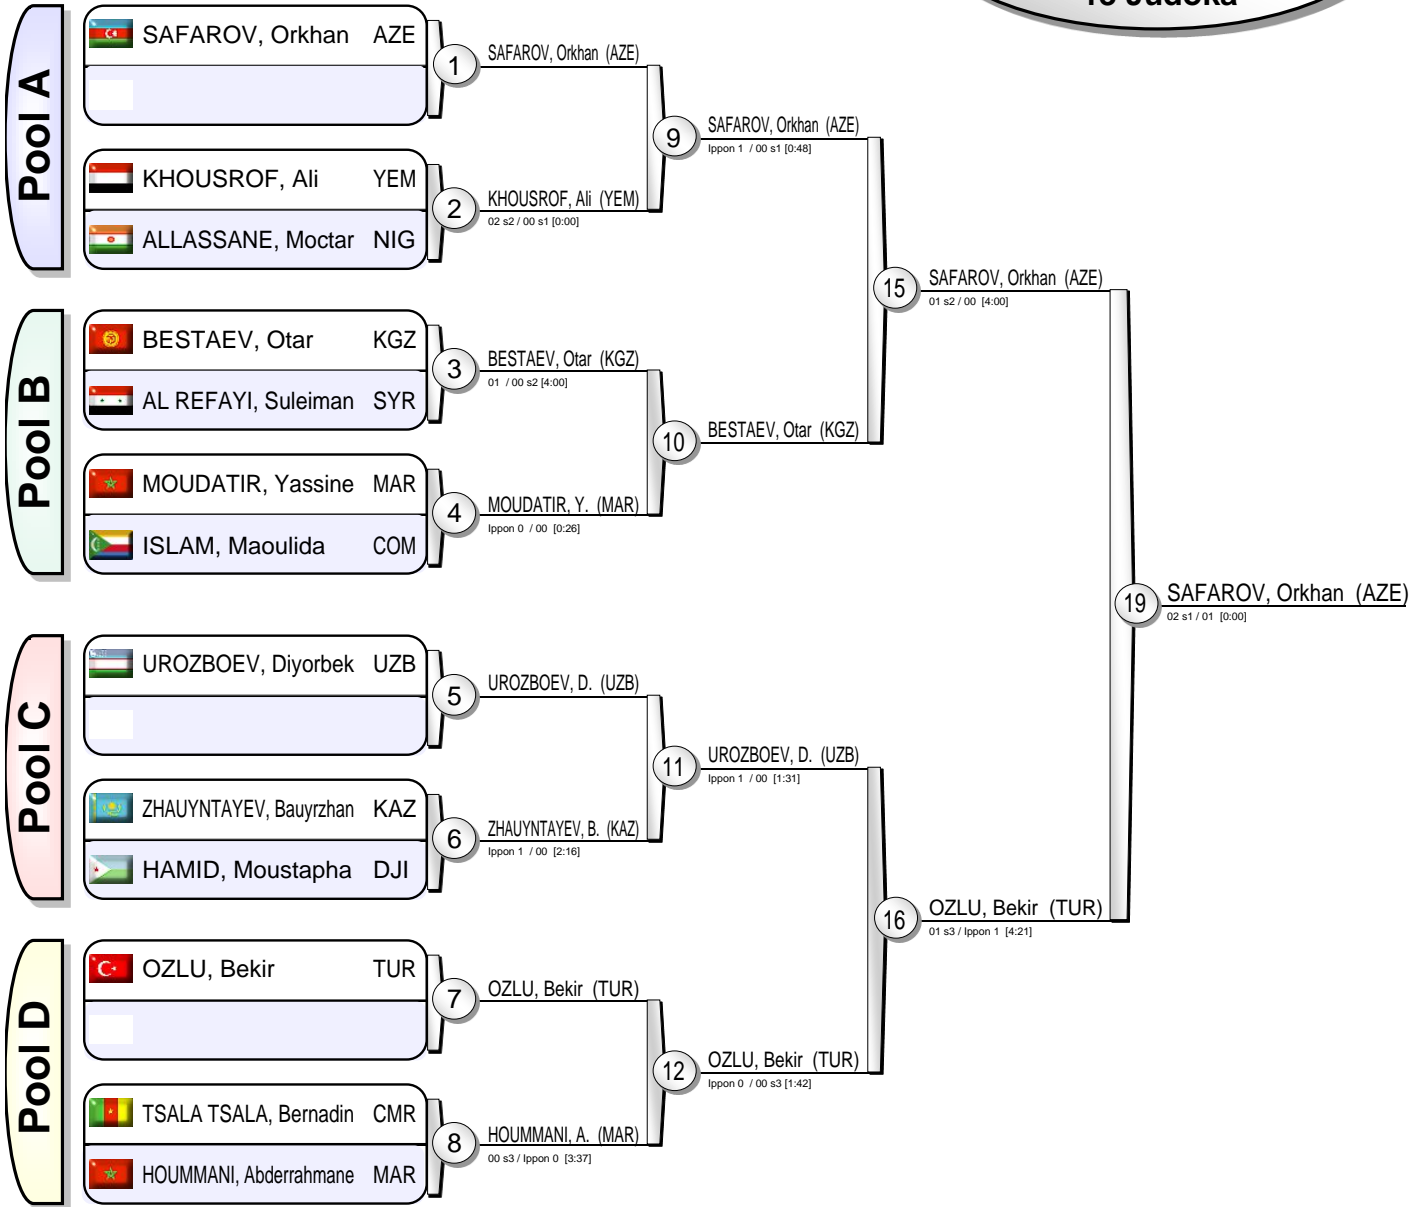 Pool A
SAFAROV, Orkhan AZE
KHOUSROF, Ali YEM
ALLASSANE, Moctar NIG
Pool B
BESTAEV, Otar KGZ
AL REFAYI, Suleiman SYR
MOUDATIR, Yassine MAR
ISLAM, Maoulida COM
Pool C
UROZBOEV, Diyorbek UZB
ZHAUYNTAYEV, Bauyrzhan KAZ
HAMID, Moustapha DJI
Pool D
OZLU, Bekir TUR
TSALA TSALA, Bernadin CMR
HOUMMANI, Abderrahmane MAR
1
SAFAROV, Orkhan (AZE)
2
KHOUSROF, Ali (YEM)
02 s2 / 00 s1 [0:00]
3
BESTAEV, Otar (KGZ)
01 / 00 s2 [4:00]
4
MOUDATIR, Y. (MAR)
Ippon 0 / 00 [0:26]
5
UROZBOEV, D. (UZB)
6
ZHAUYNTAYEV, B. (KAZ)
Ippon 1 / 00 [2:16]
7
OZLU, Bekir (TUR)
8
HOUMMANI, A. (MAR)
00 s3 / Ippon 0 [3:37]
9
SAFAROV, Orkhan (AZE)
Ippon 1 / 00 s1 [0:48]
10
BESTAEV, Otar (KGZ)
11
UROZBOEV, D. (UZB)
Ippon 1 / 00 [1:31]
12
OZLU, Bekir (TUR)
Ippon 0 / 00 s3 [1:42]
15
SAFAROV, Orkhan (AZE)
01 s2 / 00 [4:00]
16
OZLU, Bekir (TUR)
01 s3 / Ippon 1 [4:21]
19
SAFAROV, Orkhan (AZE)
02 s1 / 01 [0:00]